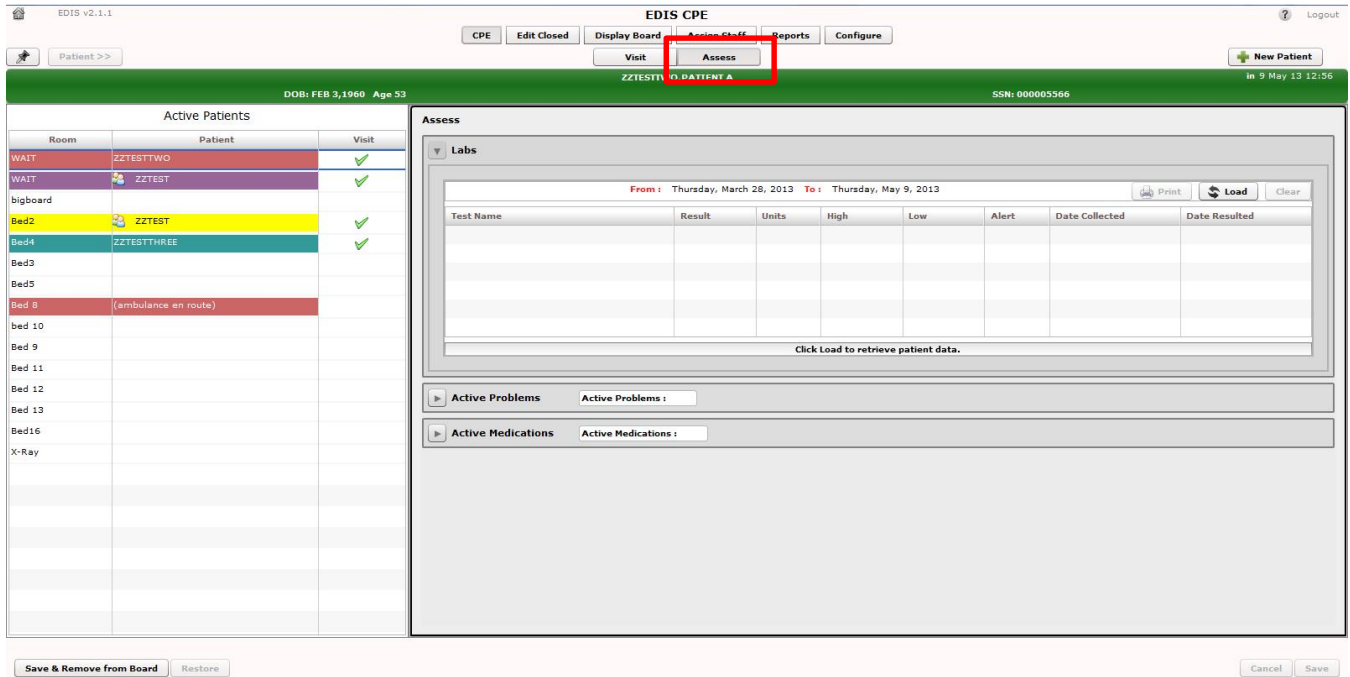 EDIS v2.1.1
EDIS CPE
? Logout
CPE Edit Closed Display Board Assign Staff Reports Configure
Patient >> Visit Assess New Patient
ZZTESTTWO,PATIENT A in 9 May 13 12:56
DOB: FEB 3,1960 Age 53 SSN: 000005566
Active Patients
Room Patient Visit
WAIT ZZTESTTWO
WAIT ZZTEST
bigboard
Bed2 ZZTEST
Bed4 ZZTESTTHREE
Bed3
Bed5
Bed 8 (ambulance en route)
bed 10
Bed 9
Bed 11
Bed 12
Bed 13
Bed16
X-Ray
Assess
Labs
From : Thursday, March 28, 2013 To : Thursday, May 9, 2013 Print Load Clear
Test Name Result Units High Low Alert Date Collected Date Resulted
Click Load to retrieve patient data.
Active Problems Active Problems :
Active Medications Active Medications :
Save & Remove from Board Restore Cancel Save